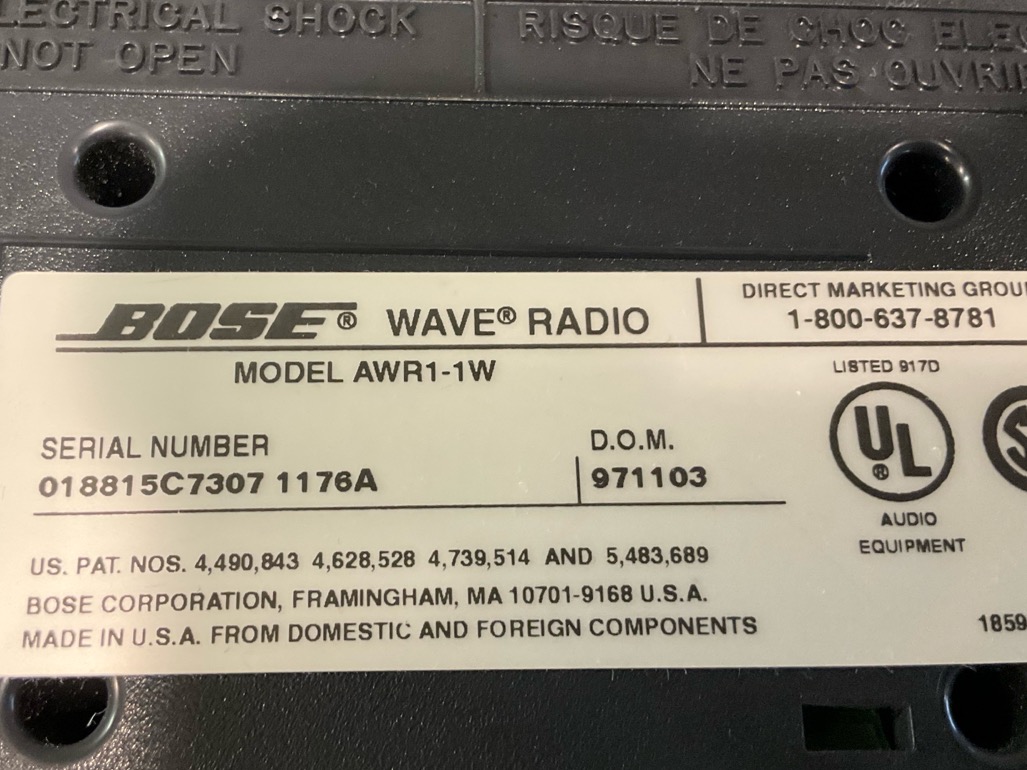 LECTRICAL SHOCK
NOT OPEN
RISQUE DE CHOC ELEC
NE PAS OUVRIR
BOSE® WAVE® RADIO
MODEL AWR1-1W
DIRECT MARKETING GROU
1-800-637-8781
LISTED 917D
UL ®
AUDIO
EQUIPMENT
SERIAL NUMBER
018815C7307 1176A
D.O.M.
971103
US. PAT. NOS. 4,490,843 4,628,528 4,739,514 AND 5,483,689
BOSE CORPORATION, FRAMINGHAM, MA 10701-9168 U.S.A.
MADE IN U.S.A. FROM DOMESTIC AND FOREIGN COMPONENTS
1859